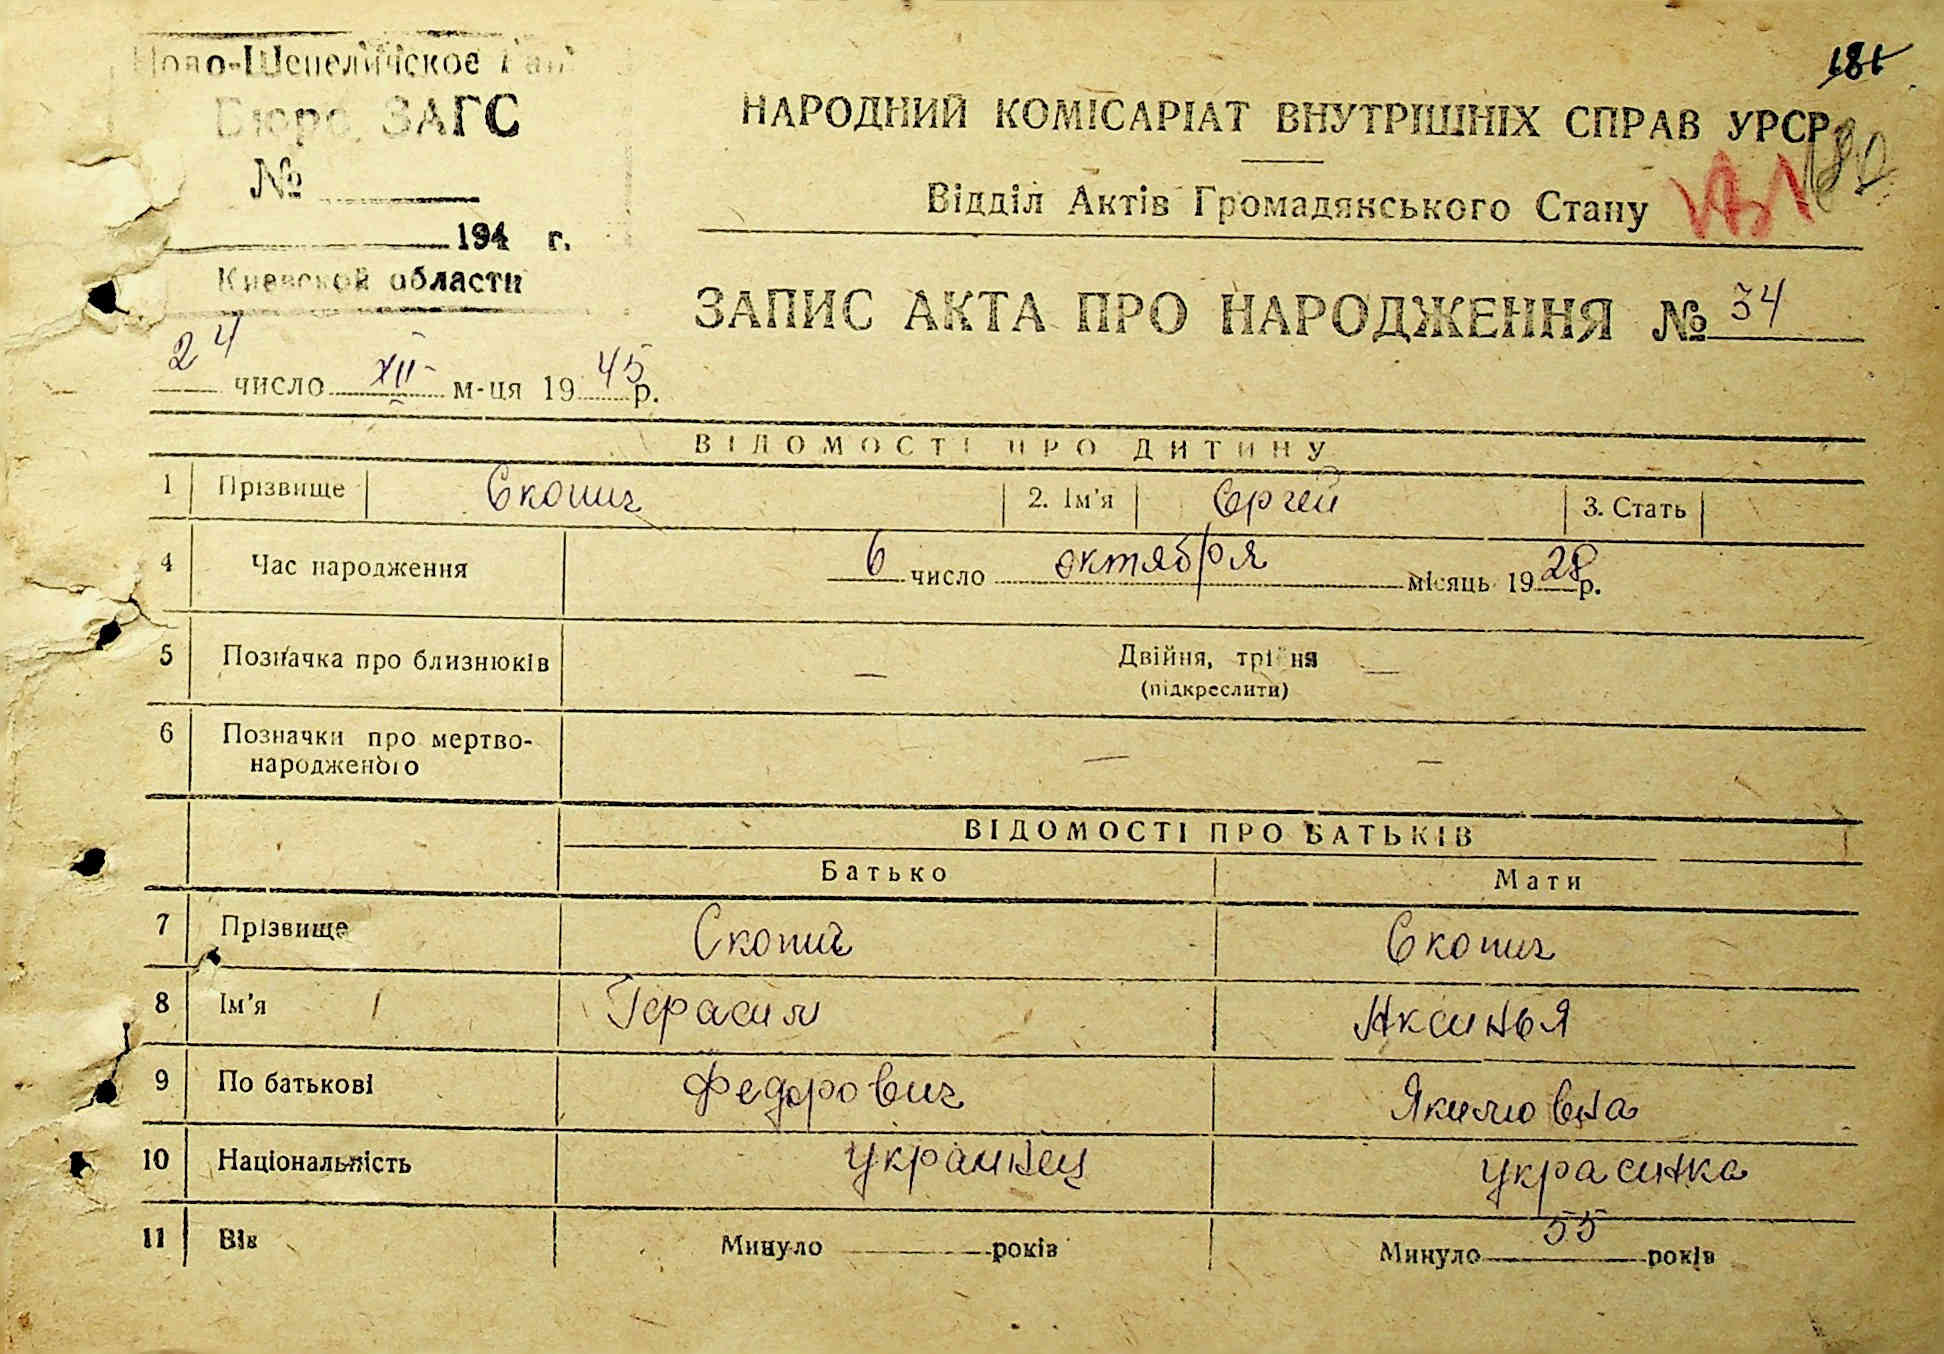 Ново-Шепеличіское
Бюро ЗАГС
№
194 г.
Киевской области
181
НАРОДНИЙ КОМІСАРІАТ ВНУТРІШНІХ СПРАВ УРСР
180
Відділ Актів Громадянського Стану
ЗАПИС АКТА ПРО НАРОДЖЕННЯ № 34
24 число XII м-ця 1945 р.
ВІДОМОСТІ ПРО ДИТИНУ
1 Прізвище Скопич 2. Ім'я Сергей 3. Стать
4 Час народження 6 число октября місяць 1928 р.
5 Позначка про близнюків — Двійня, трійня —
(підкреслити)
6 Позначки про мертво-
народженого — —
ВІДОМОСТІ ПРО БАТЬКІВ
Батько Мати
7 Прізвище Скопич Скопич
8 Ім'я Герасим Аксинья
9 По батькові Федорович Якимовна
10 Національність украинец украинка
11 Вік Минуло років Минуло 55 років